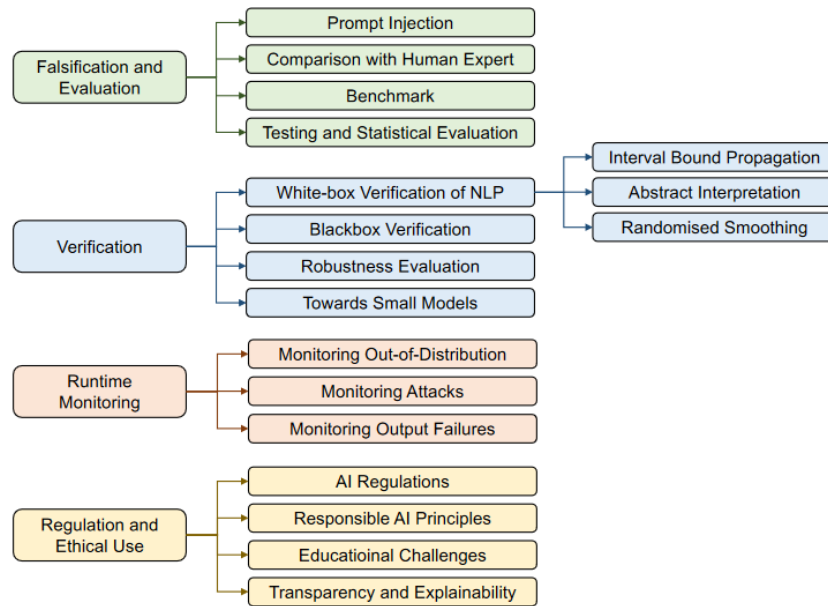 Falsification and
Evaluation
Prompt Injection
Comparison with Human Expert
Benchmark
Testing and Statistical Evaluation
Verification
White-box Verification of NLP
Blackbox Verification
Robustness Evaluation
Towards Small Models
Interval Bound Propagation
Abstract Interpretation
Randomised Smoothing
Runtime
Monitoring
Monitoring Out-of-Distribution
Monitoring Attacks
Monitoring Output Failures
Regulation and
Ethical Use
AI Regulations
Responsible AI Principles
Educatioinal Challenges
Transparency and Explainability